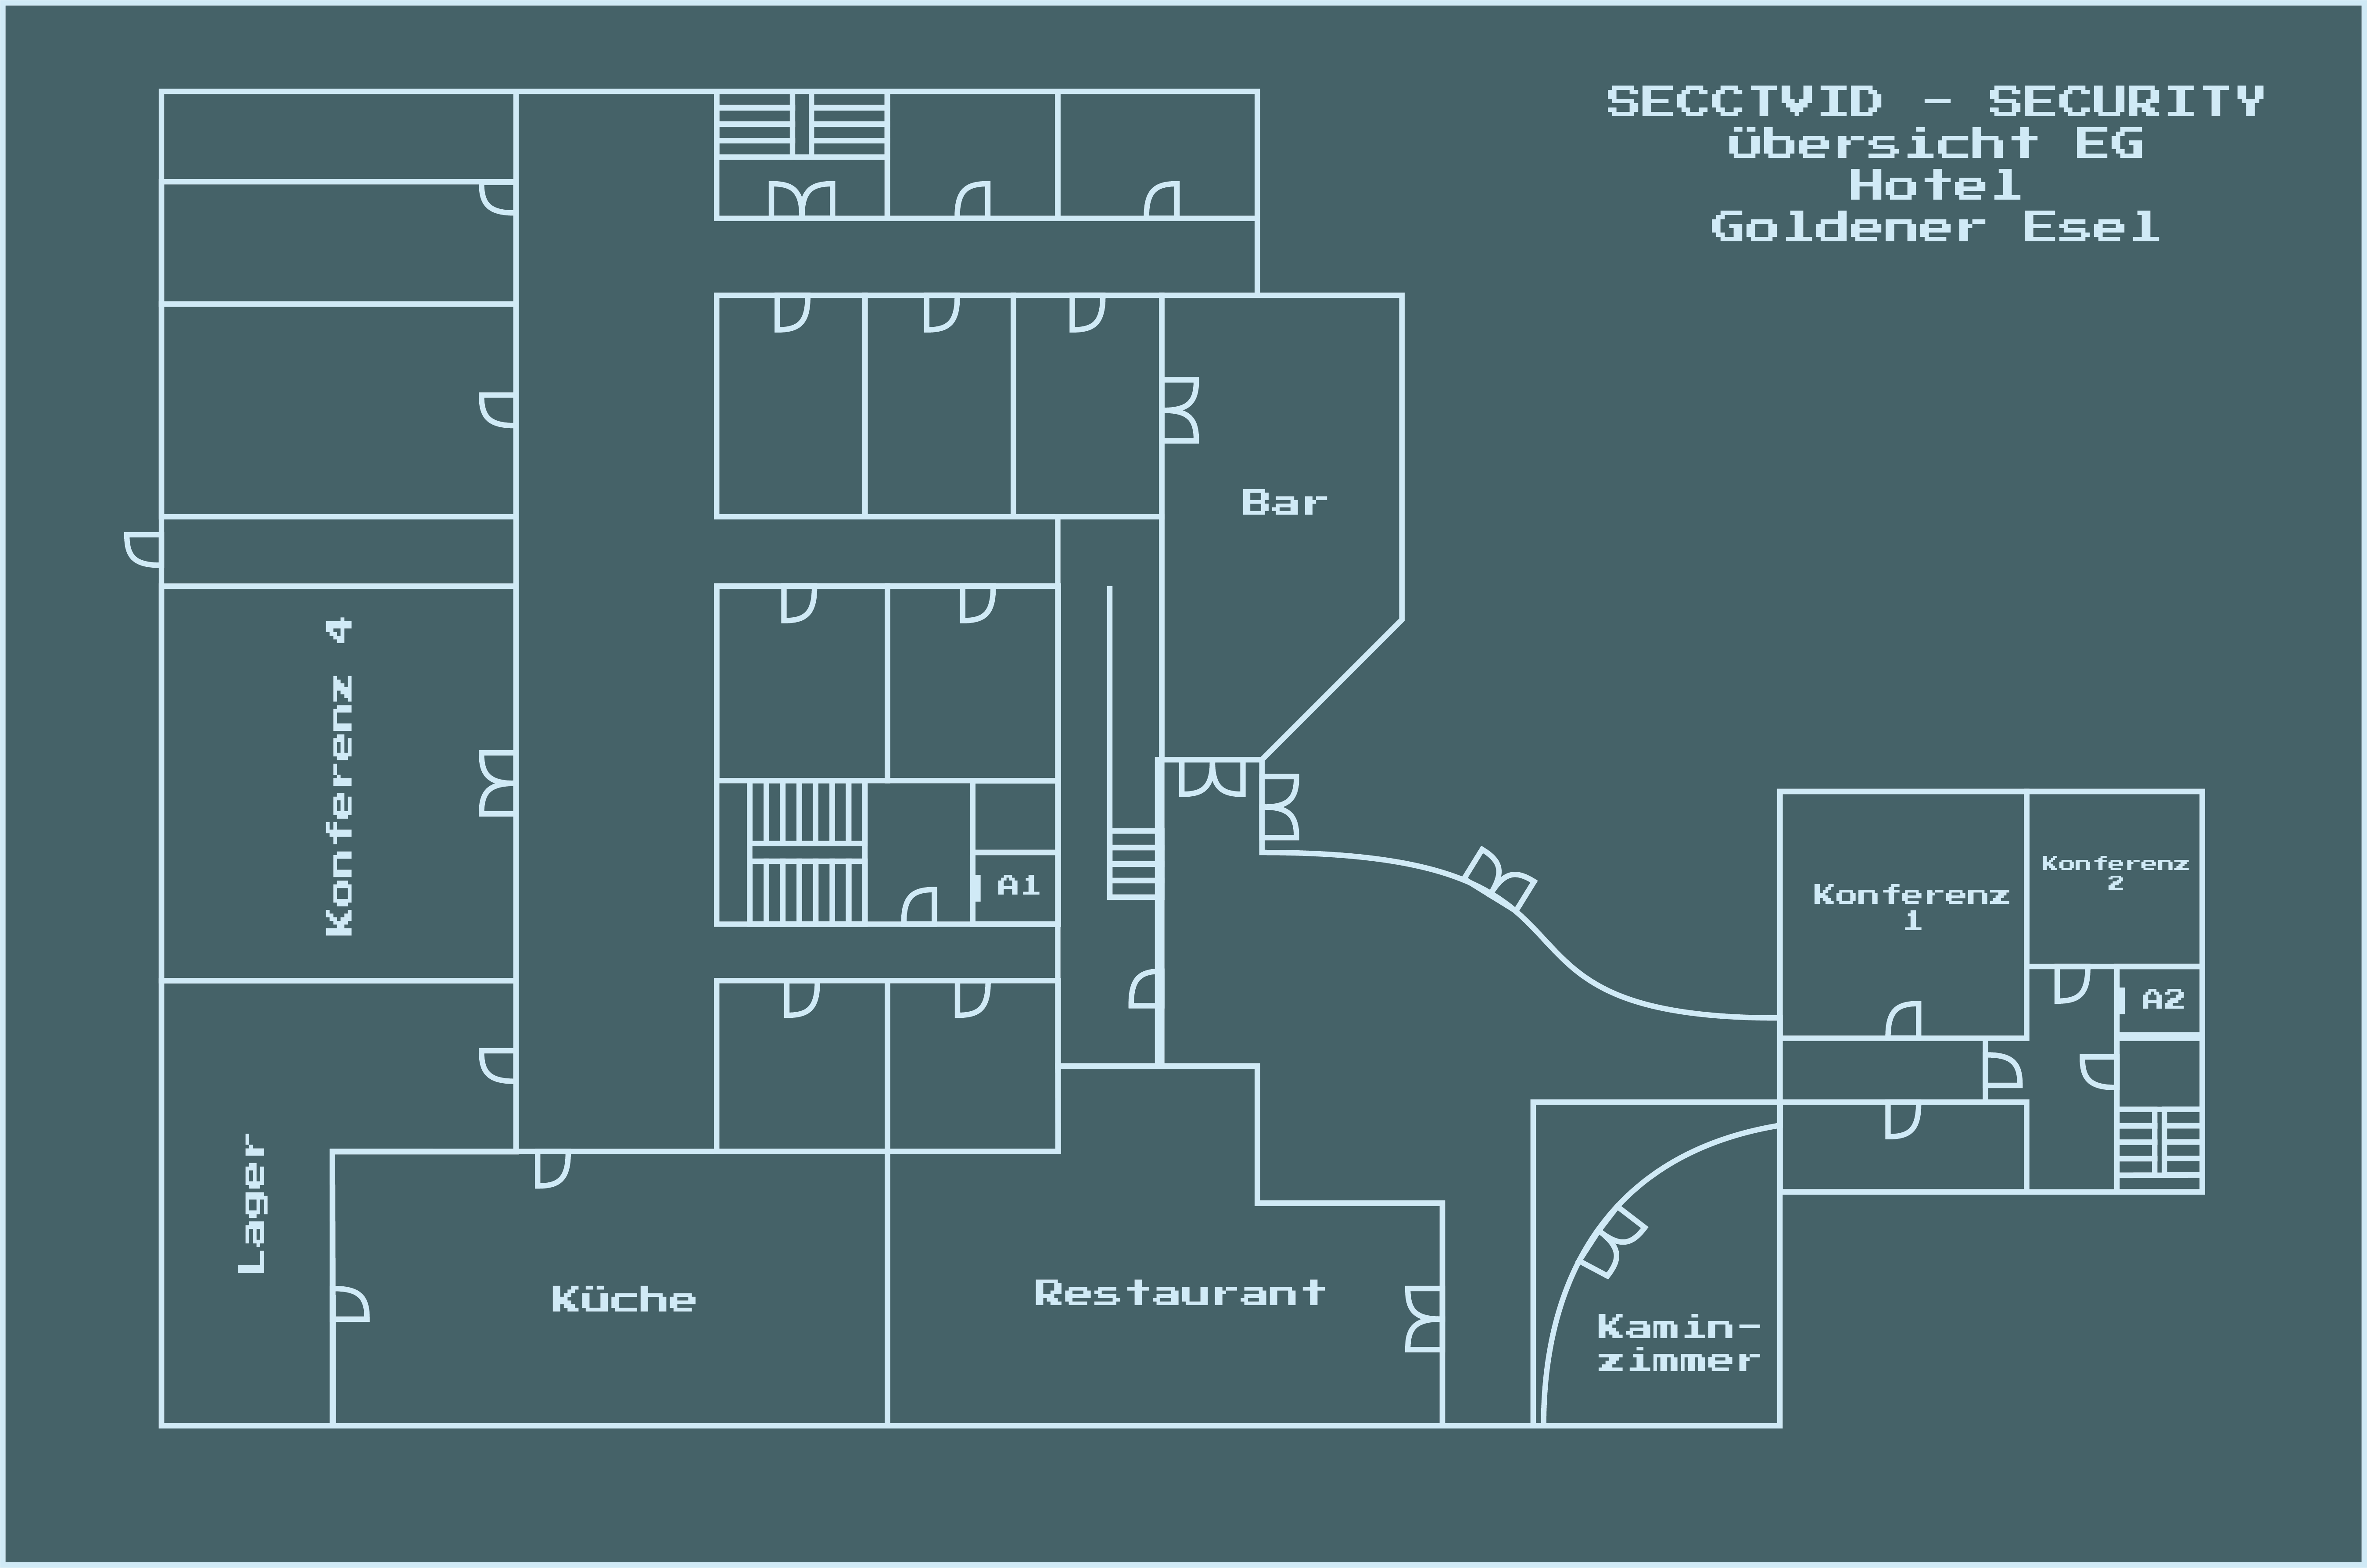 SECCTVID - SECURITY
übersicht EG
Hotel
Goldener Esel
Bar
Konferenz 4
A1
Konferenz
1
Konferenz
2
A2
Lager
Küche
Restaurant
Kamin-
zimmer